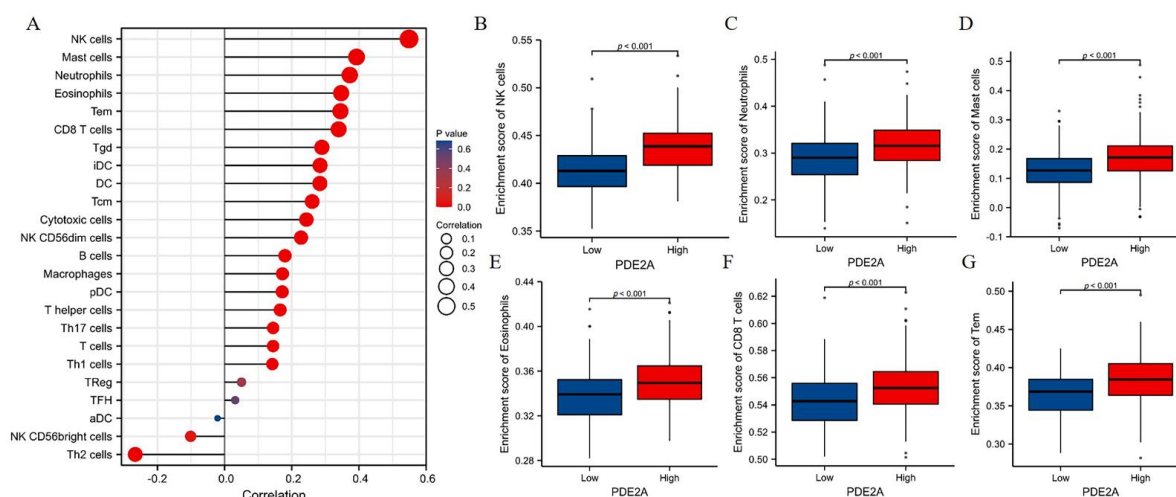 A
NK cells
Mast cells
Neutrophils
Eosinophils
Tem
CD8 T cells
Tgd
iDC
DC
Tcm
Cytotoxic cells
NK CD56dim cells
B cells
Macrophages
pDC
T helper cells
Th17 cells
T cells
Th1 cells
TReg
TFH
aDC
NK CD56bright cells
Th2 cells
-0.2 0.0 0.2 0.4 0.6
Correlation
P value
0.6
0.4
0.2
0.0
Correlation
0.1
0.2
0.3
0.4
0.5
B
Enrichment score of NK cells
0.55
0.50
0.45
0.40
0.35
p < 0.001
Low High
PDE2A
C
Enrichment score of Neutrophils
0.5
0.4
0.3
0.2
p < 0.001
Low High
PDE2A
D
Enrichment score of Mast cells
0.5
0.4
0.3
0.2
0.1
0.0
-0.1
p < 0.001
Low High
PDE2A
E
Enrichment score of Eosinophils
0.44
0.40
0.36
0.32
0.28
p < 0.001
Low High
PDE2A
F
Enrichment score of CD8 T cells
0.62
0.60
0.58
0.56
0.54
0.52
0.50
p < 0.001
Low High
PDE2A
G
Enrichment score of Tem
0.50
0.45
0.40
0.35
0.30
p < 0.001
Low High
PDE2A